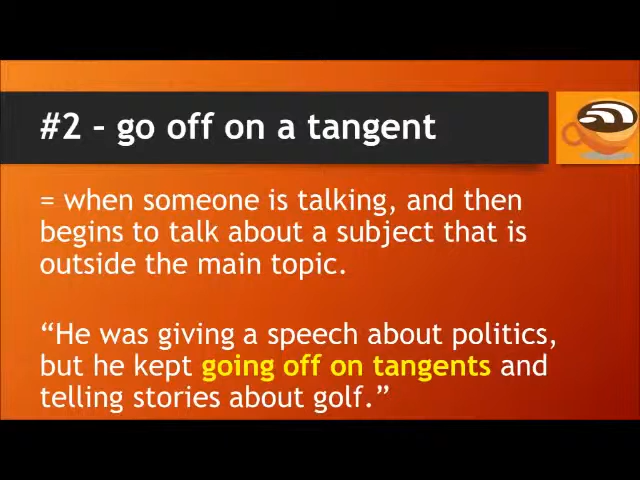 #2 – go off on a tangent
= when someone is talking, and then
begins to talk about a subject that is
outside the main topic.
“He was giving a speech about politics,
but he kept going off on tangents and
telling stories about golf.”